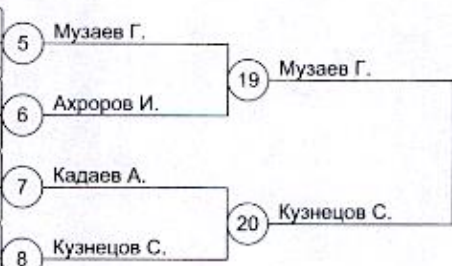 5 Музаев Г.
19 Музаев Г.
6 Ахроров И.
7 Кадаев А.
20 Кузнецов С.
8 Кузнецов С.